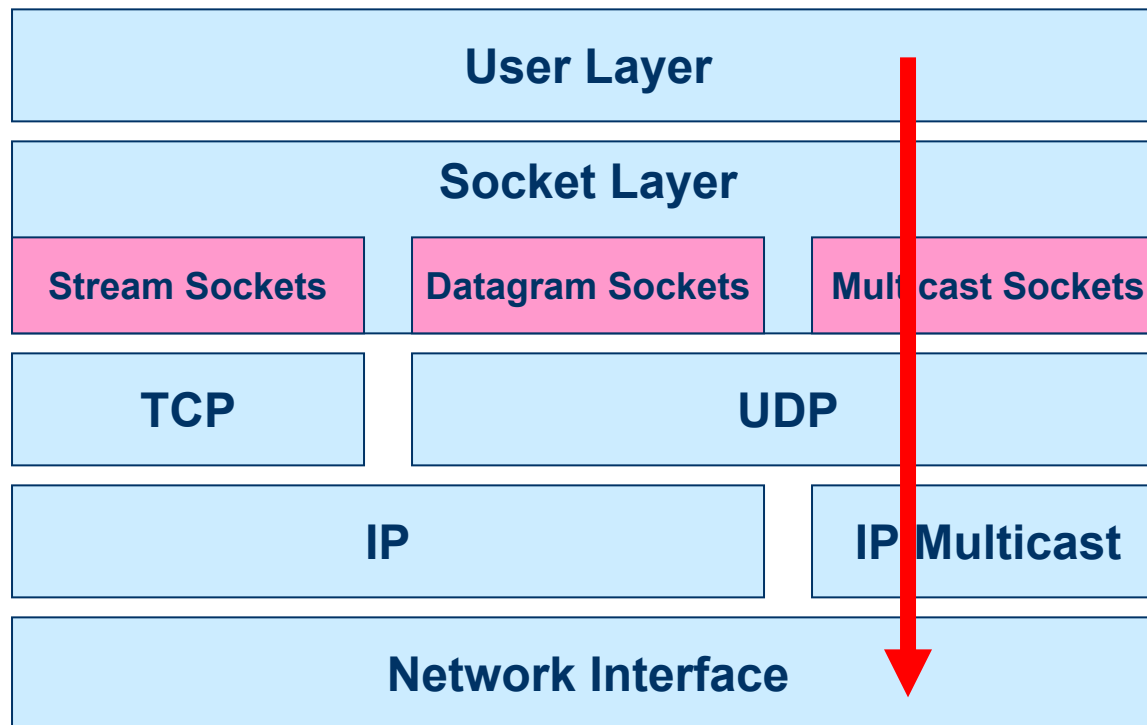 User Layer
Socket Layer
Stream Sockets
Datagram Sockets
Multicast Sockets
TCP
UDP
IP
IP Multicast
Network Interface